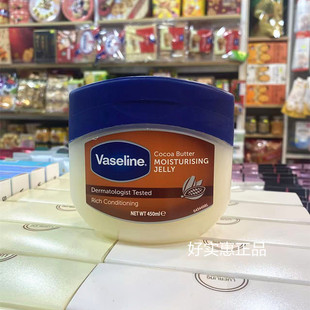 Vaseline.
Cocoa Butter
MOISTURISING
JELLY
Dermatologist Tested
Rich Conditioning
NET WT 450ml℮
好实惠正品